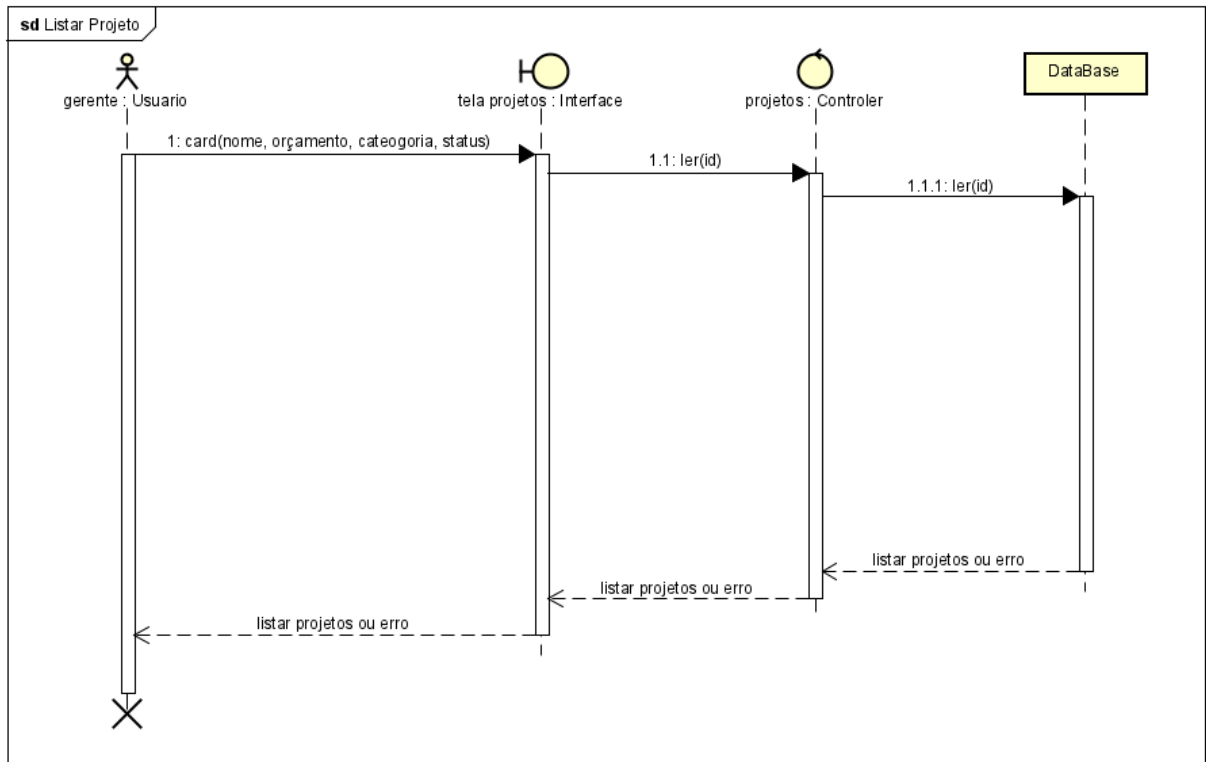 sd Listar Projeto
gerente : Usuario
tela projetos : Interface
projetos : Controler
DataBase
1: card(nome, orçamento, cateogoria, status)
1.1: ler(id)
1.1.1: ler(id)
listar projetos ou erro
listar projetos ou erro
listar projetos ou erro